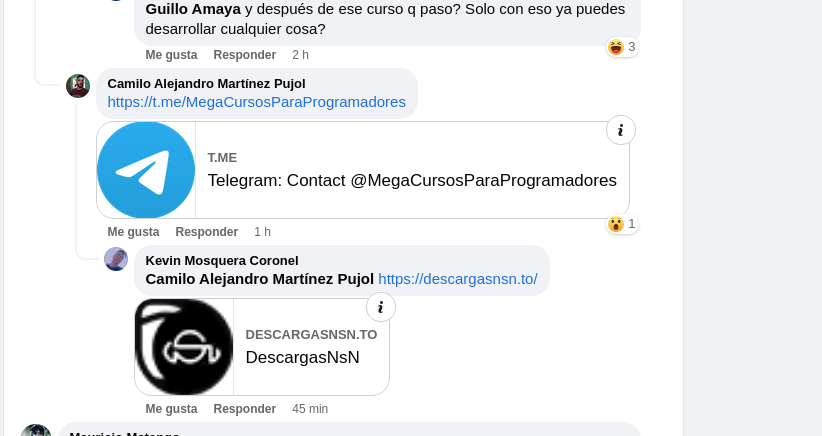 Guillo Amaya y después de ese curso q paso? Solo con eso ya puedes
desarrollar cualquier cosa?
Me gusta Responder 2 h
3
Camilo Alejandro Martínez Pujol
https://t.me/MegaCursosParaProgramadores
i
T.ME
Telegram: Contact @MegaCursosParaProgramadores
Me gusta Responder 1 h
1
Kevin Mosquera Coronel
Camilo Alejandro Martínez Pujol https://descargasnsn.to/
i
DESCARGASNSN.TO
DescargasNsN
Me gusta Responder 45 min